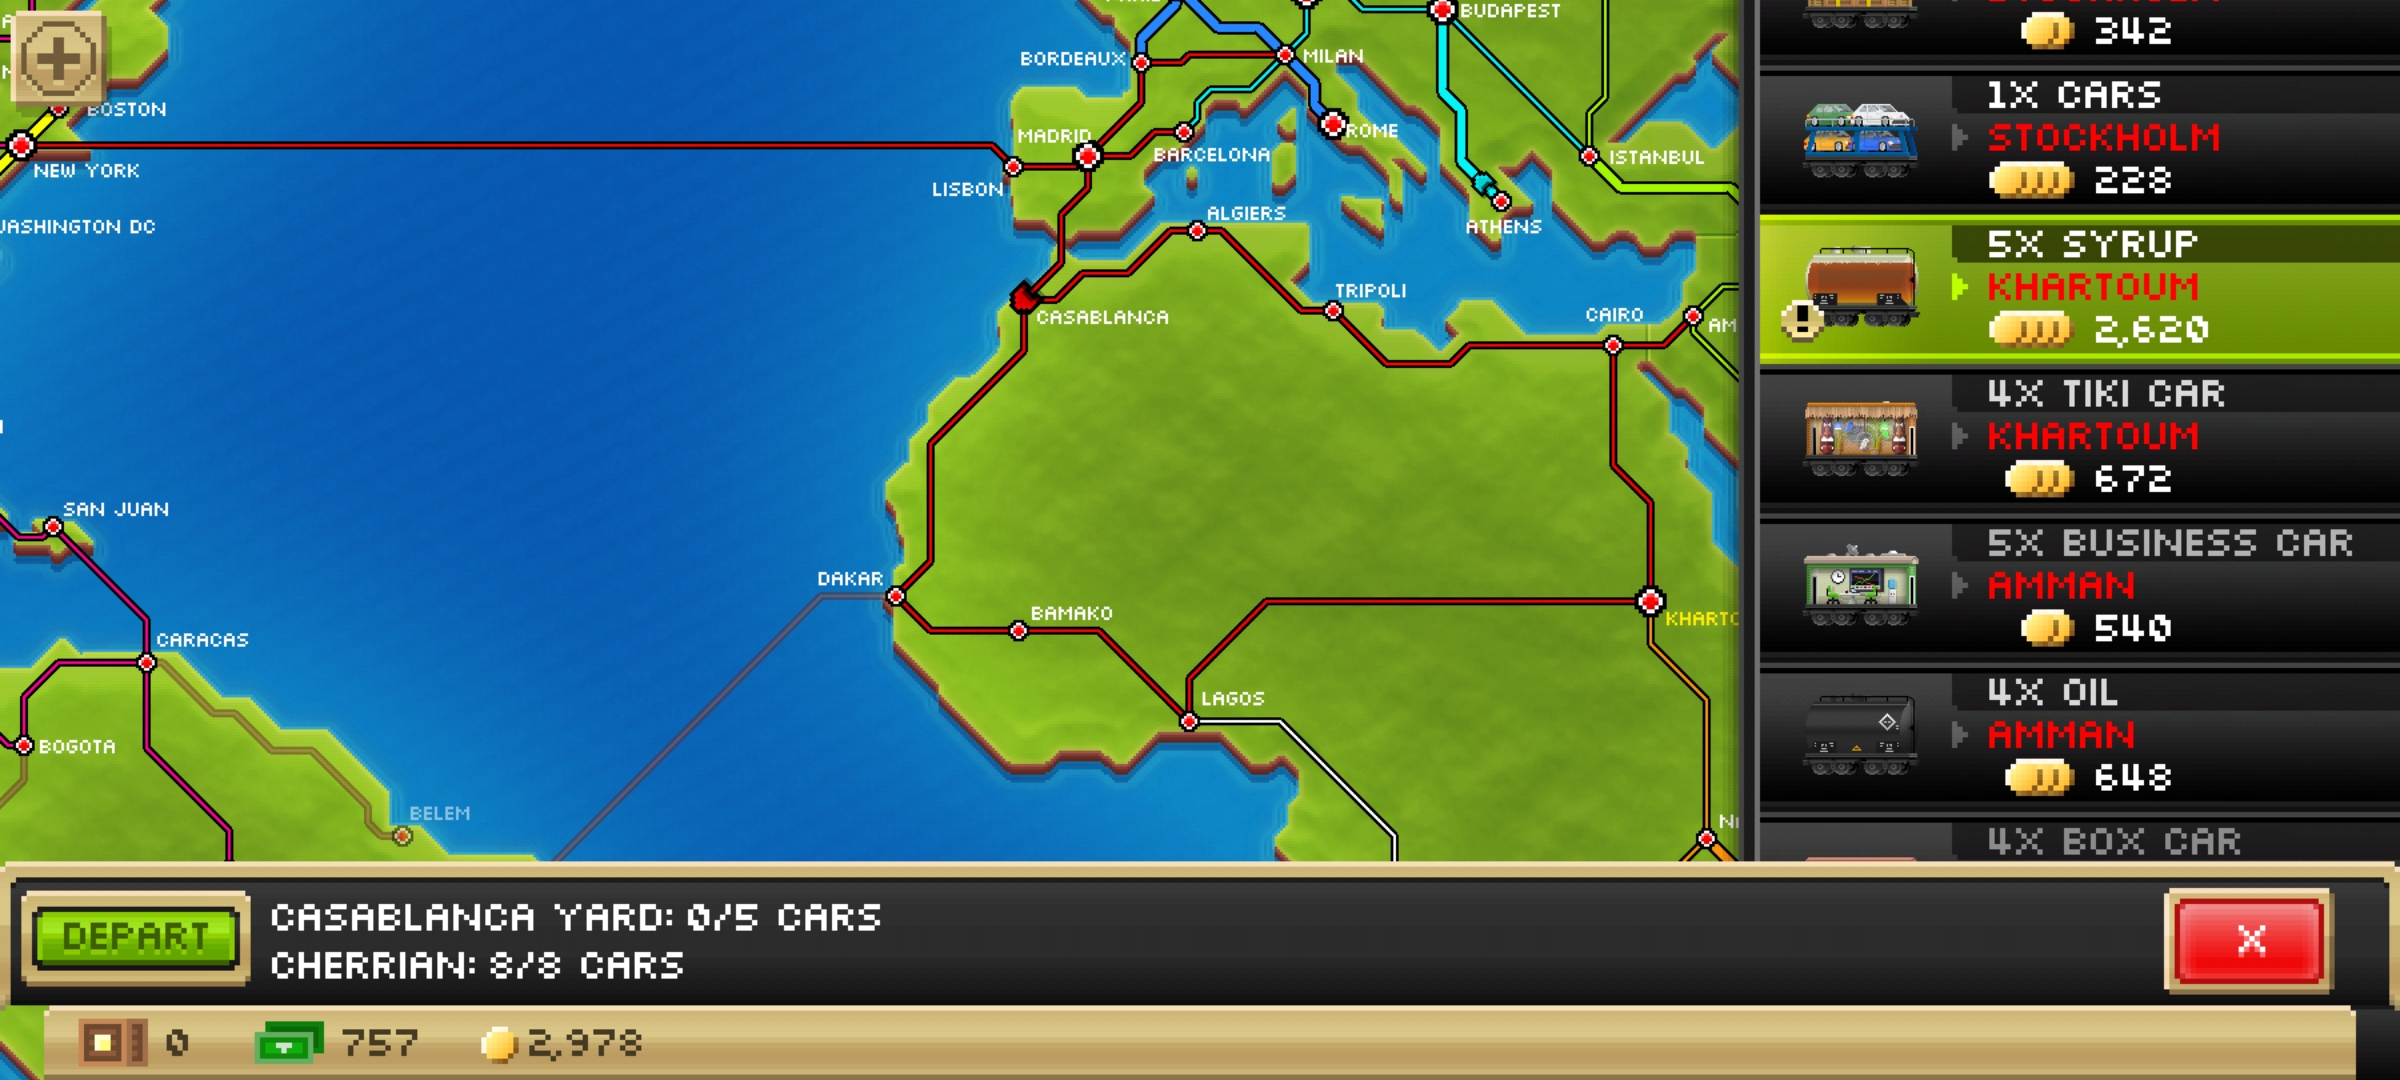 BORDEAUX
MILAN
BUDAPEST
BOSTON
MADRID
ROME
BARCELONA
ISTANBUL
NEW YORK
LISBON
ALGIERS
ATHENS
WASHINGTON DC
TRIPOLI
CASABLANCA
CAIRO
AM
SAN JUAN
DAKAR
BAMAKO
KHARTO
CARACAS
LAGOS
BOGOTA
BELEM
342
1X CARS
STOCKHOLM
228
5X SYRUP
KHARTOUM
2,620
4X TIKI CAR
KHARTOUM
672
5X BUSINESS CAR
AMMAN
540
4X OIL
AMMAN
648
4X BOX CAR
DEPART
CASABLANCA YARD: 0/5 CARS
CHERRIAN: 8/8 CARS
X
0
757
2,978